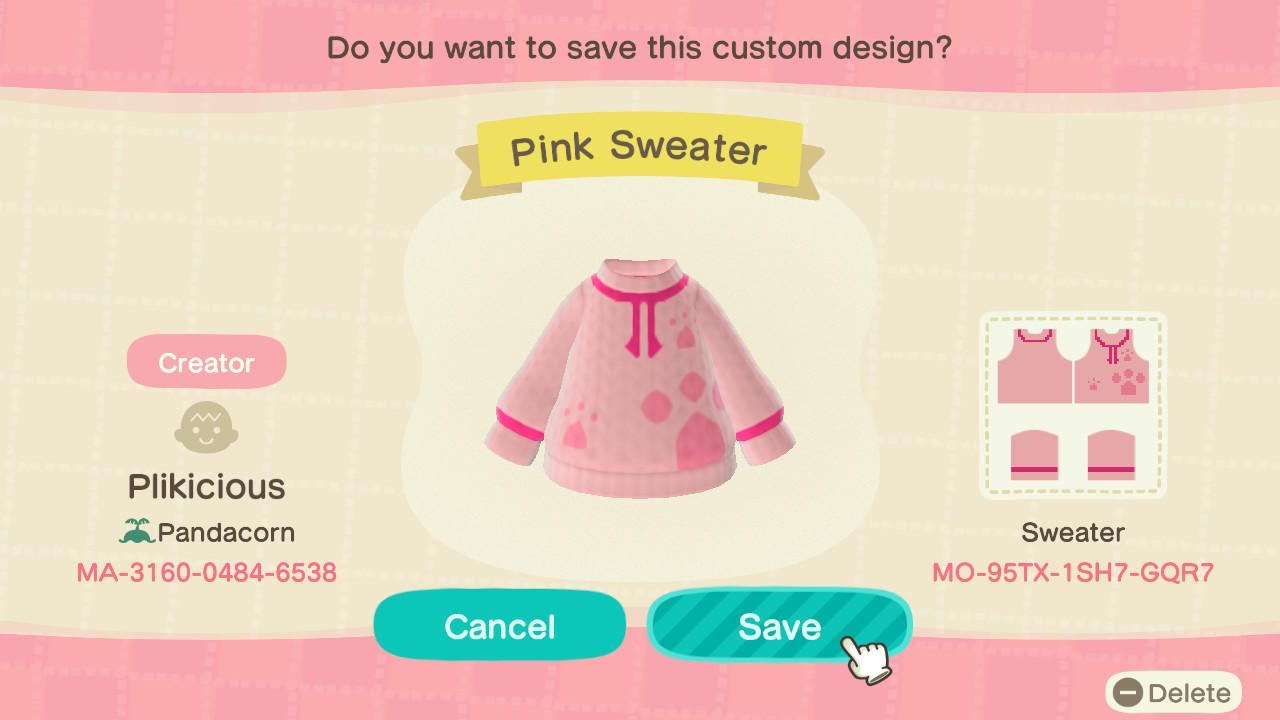 Do you want to save this custom design?
Pink Sweater
Creator
Plikicious
Pandacorn
MA-3160-0484-6538
Sweater
MO-95TX-1SH7-GQR7
Cancel
Save
Delete